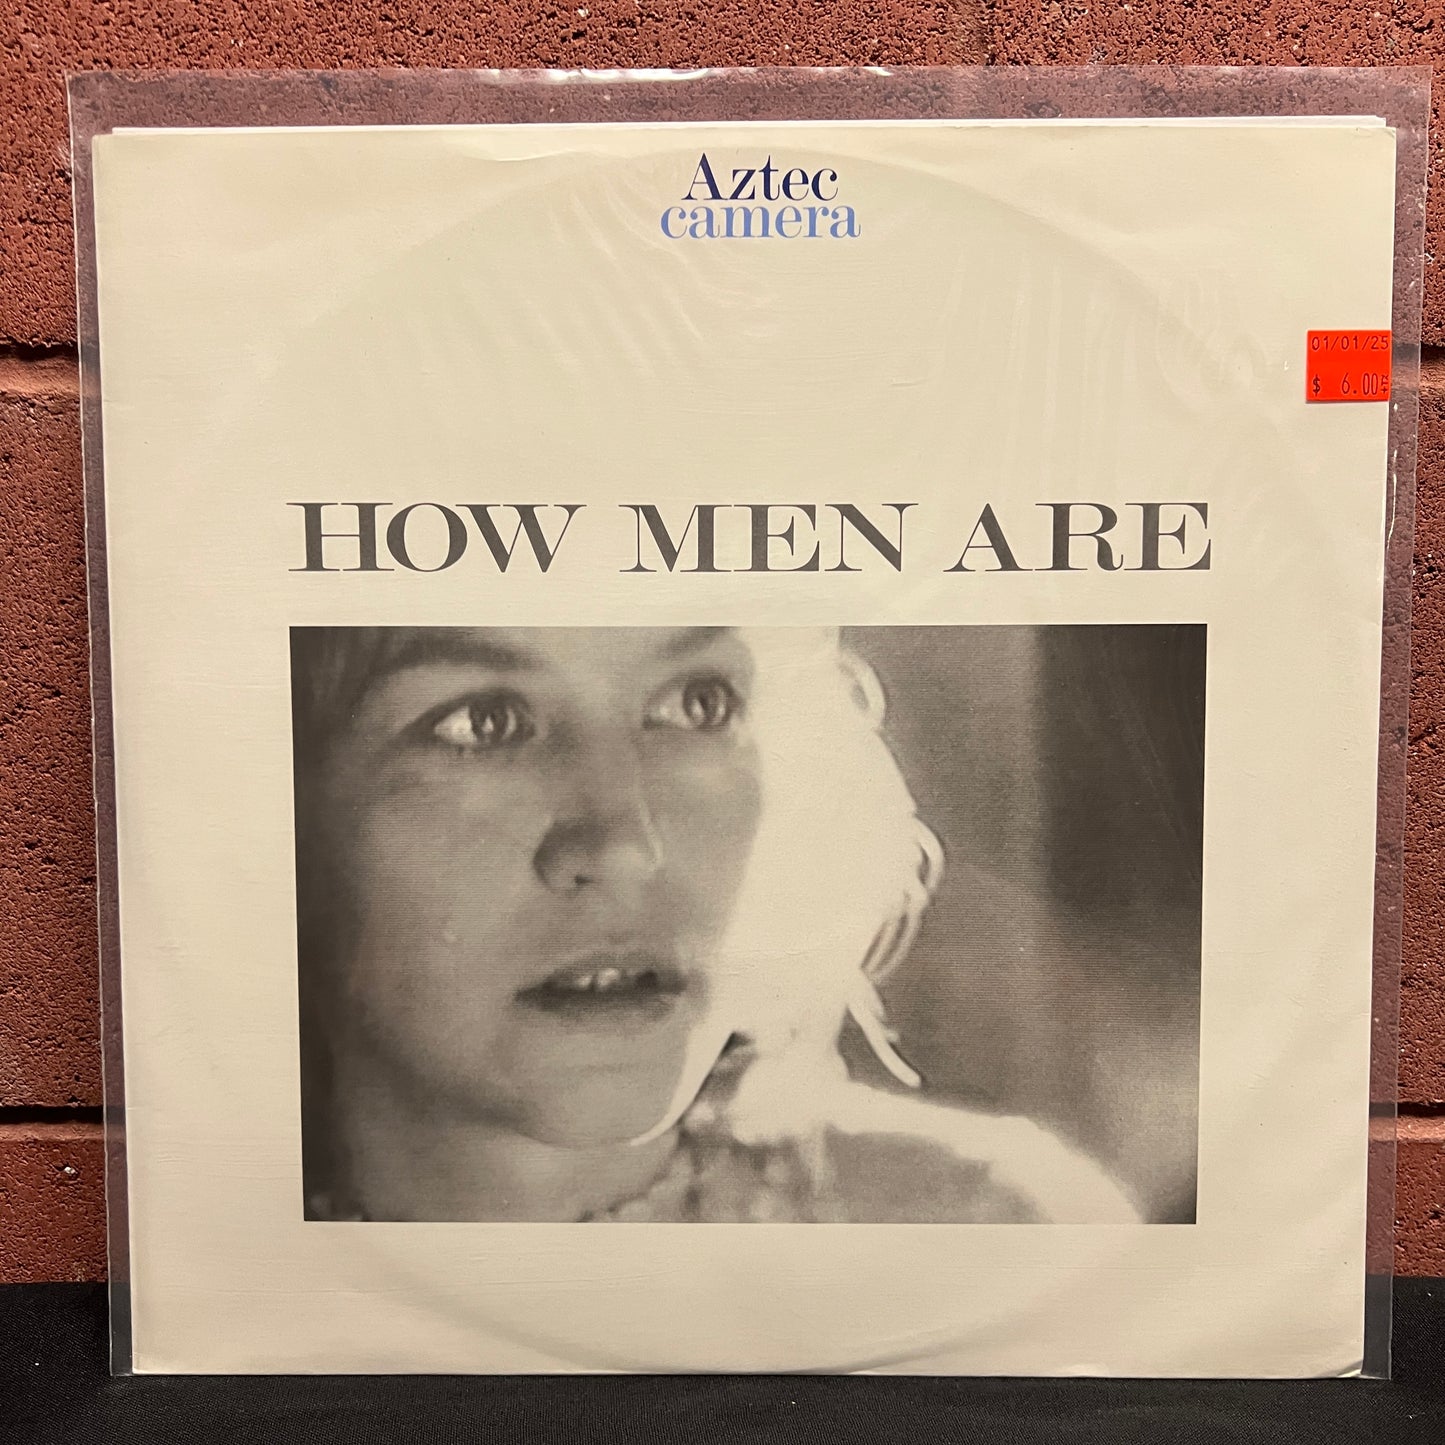 Aztec
camera
01/01/25
$ 6.00
HOW MEN ARE